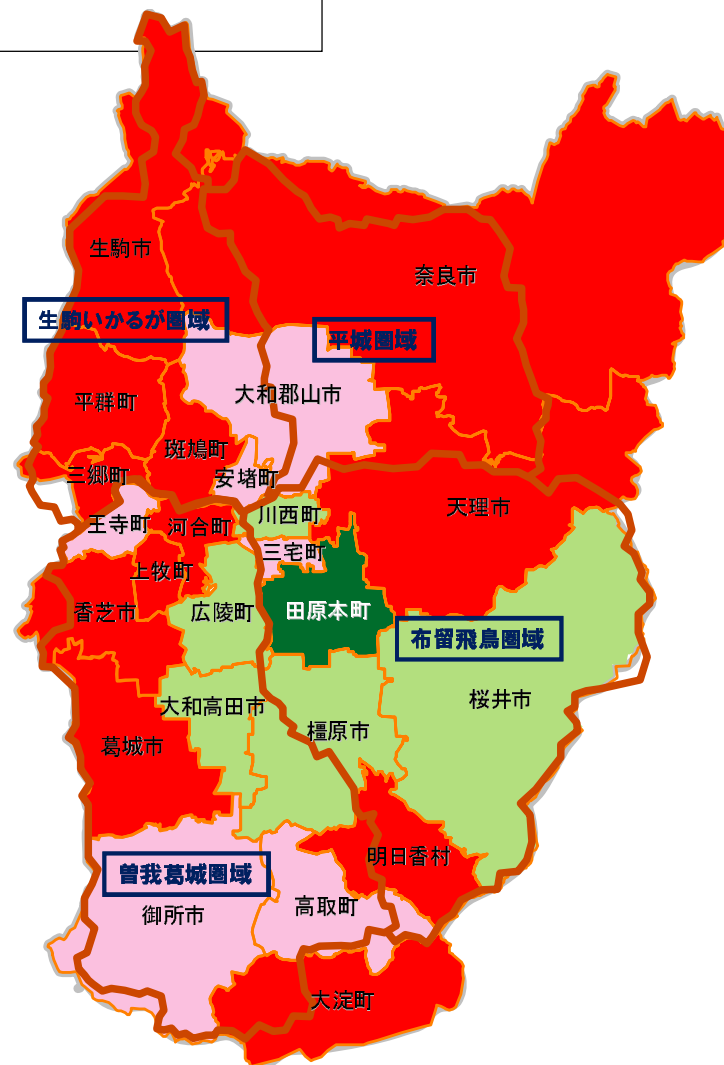 生駒市
奈良市
生駒いかるが圏域
平城圏域
大和郡山市
平群町
斑鳩町
三郷町
安堵町
天理市
川西町
王寺町
河合町
三宅町
上牧町
香芝市
広陵町
田原本町
布留飛鳥圏域
桜井市
大和高田市
橿原市
葛城市
明日香村
曽我葛城圏域
高取町
御所市
大淀町